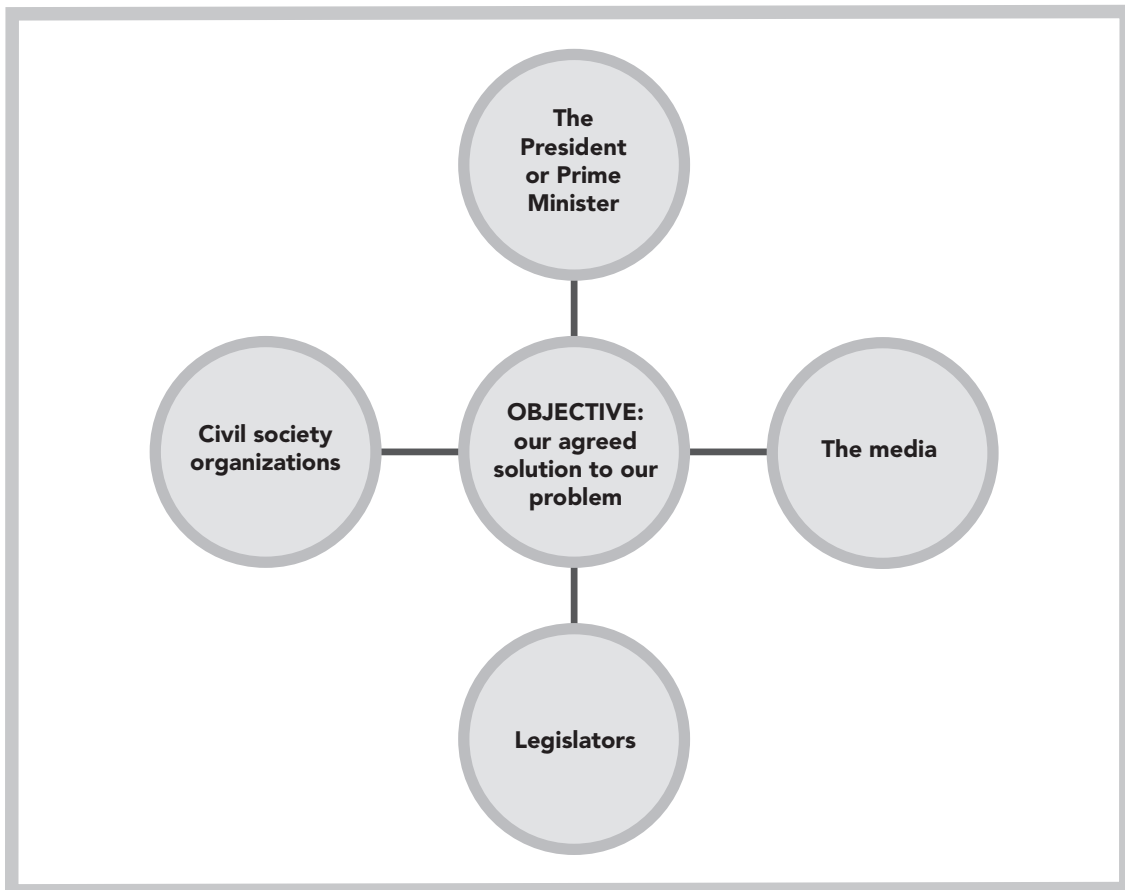 The
President
or Prime
Minister
Civil society
organizations
OBJECTIVE:
our agreed
solution to our
problem
The media
Legislators